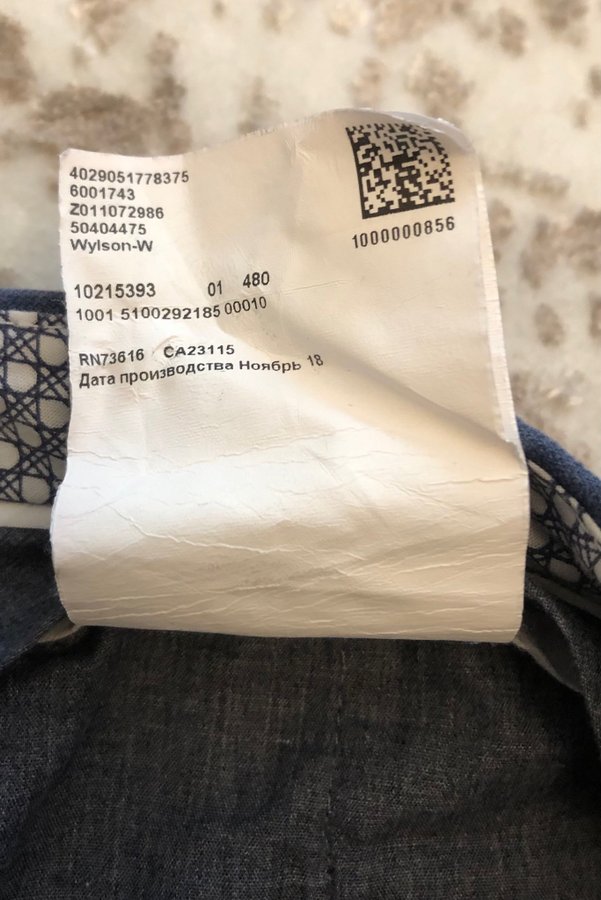 4029051778375
6001743
Z011072986
50404475
Wylson-W
1000000856
10215393 01 480
1001 5100292185 00010
RN73616 CA23115
Дата производства Ноябрь 18